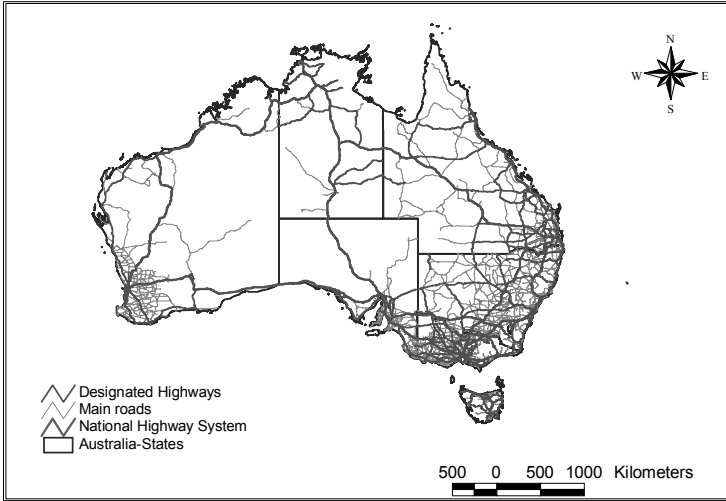 N
W E
S
Designated Highways
Main roads
National Highway System
Australia-States
500 0 500 1000 Kilometers